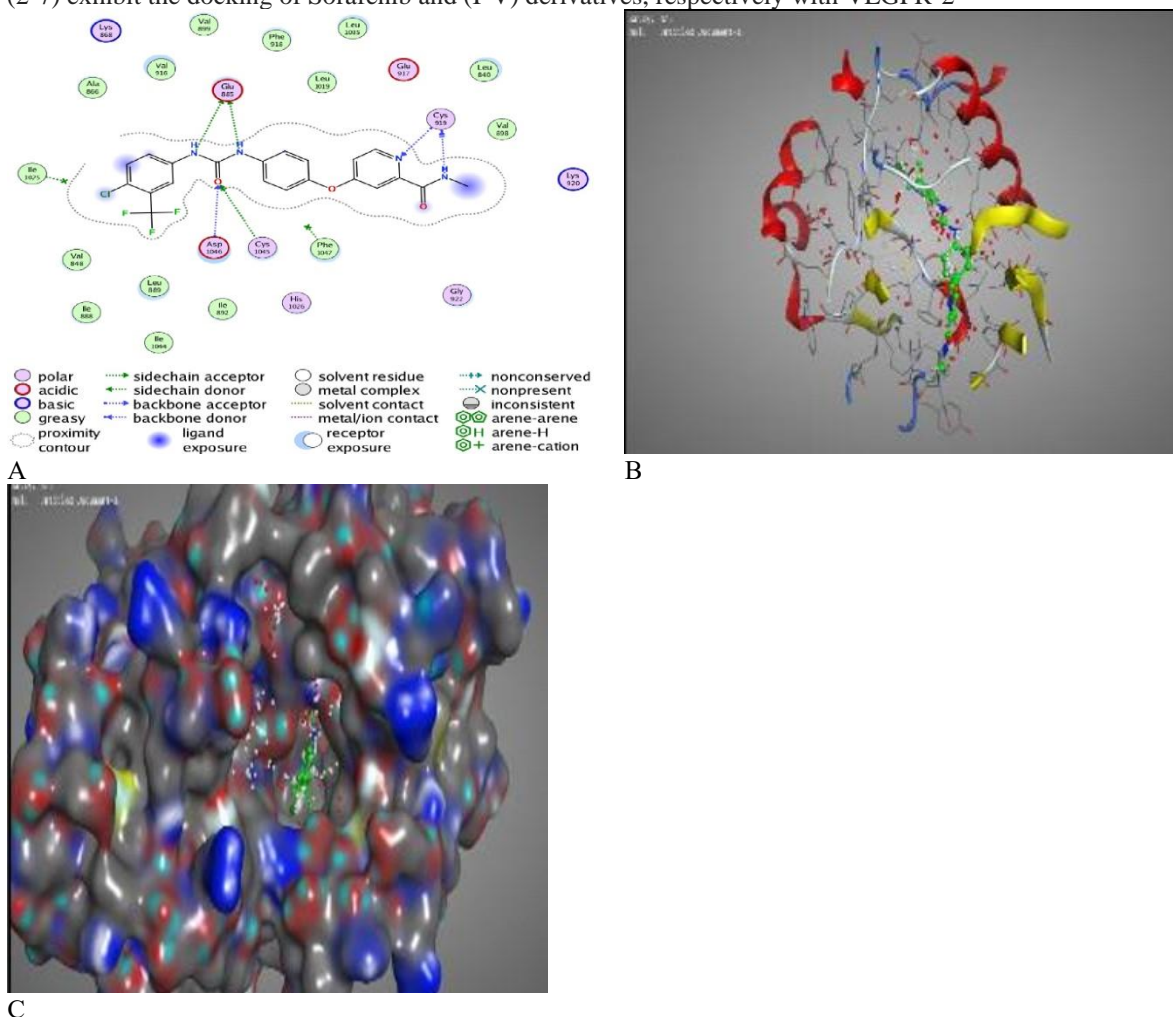 (2-7) exhibit the docking of Sorafenib and (I-V) derivatives, respectively with VEGFR-2
Lys
868
Val
899
Phe
918
Leu
1035
Val
916
Glu
885
Leu
1019
Glu
917
Leu
840
Ala
866
Cys
919
Val
898
H
N
H
N
N
Ile
1025
Cl
O
O
H
N
Lys
920
F
F
F
O
Asp
1046
Cys
1045
Phe
1047
Val
848
Leu
889
Ile
892
His
1026
Gly
922
Ile
888
Ile
1044
polar
sidechain acceptor
solvent residue
nonconserved
acidic
sidechain donor
metal complex
nonpresent
basic
backbone acceptor
solvent contact
inconsistent
greasy
backbone donor
metal/ion contact
arene-arene
proximity
contour
ligand
exposure
receptor
exposure
H arene-H
+ arene-cation
A
B
C